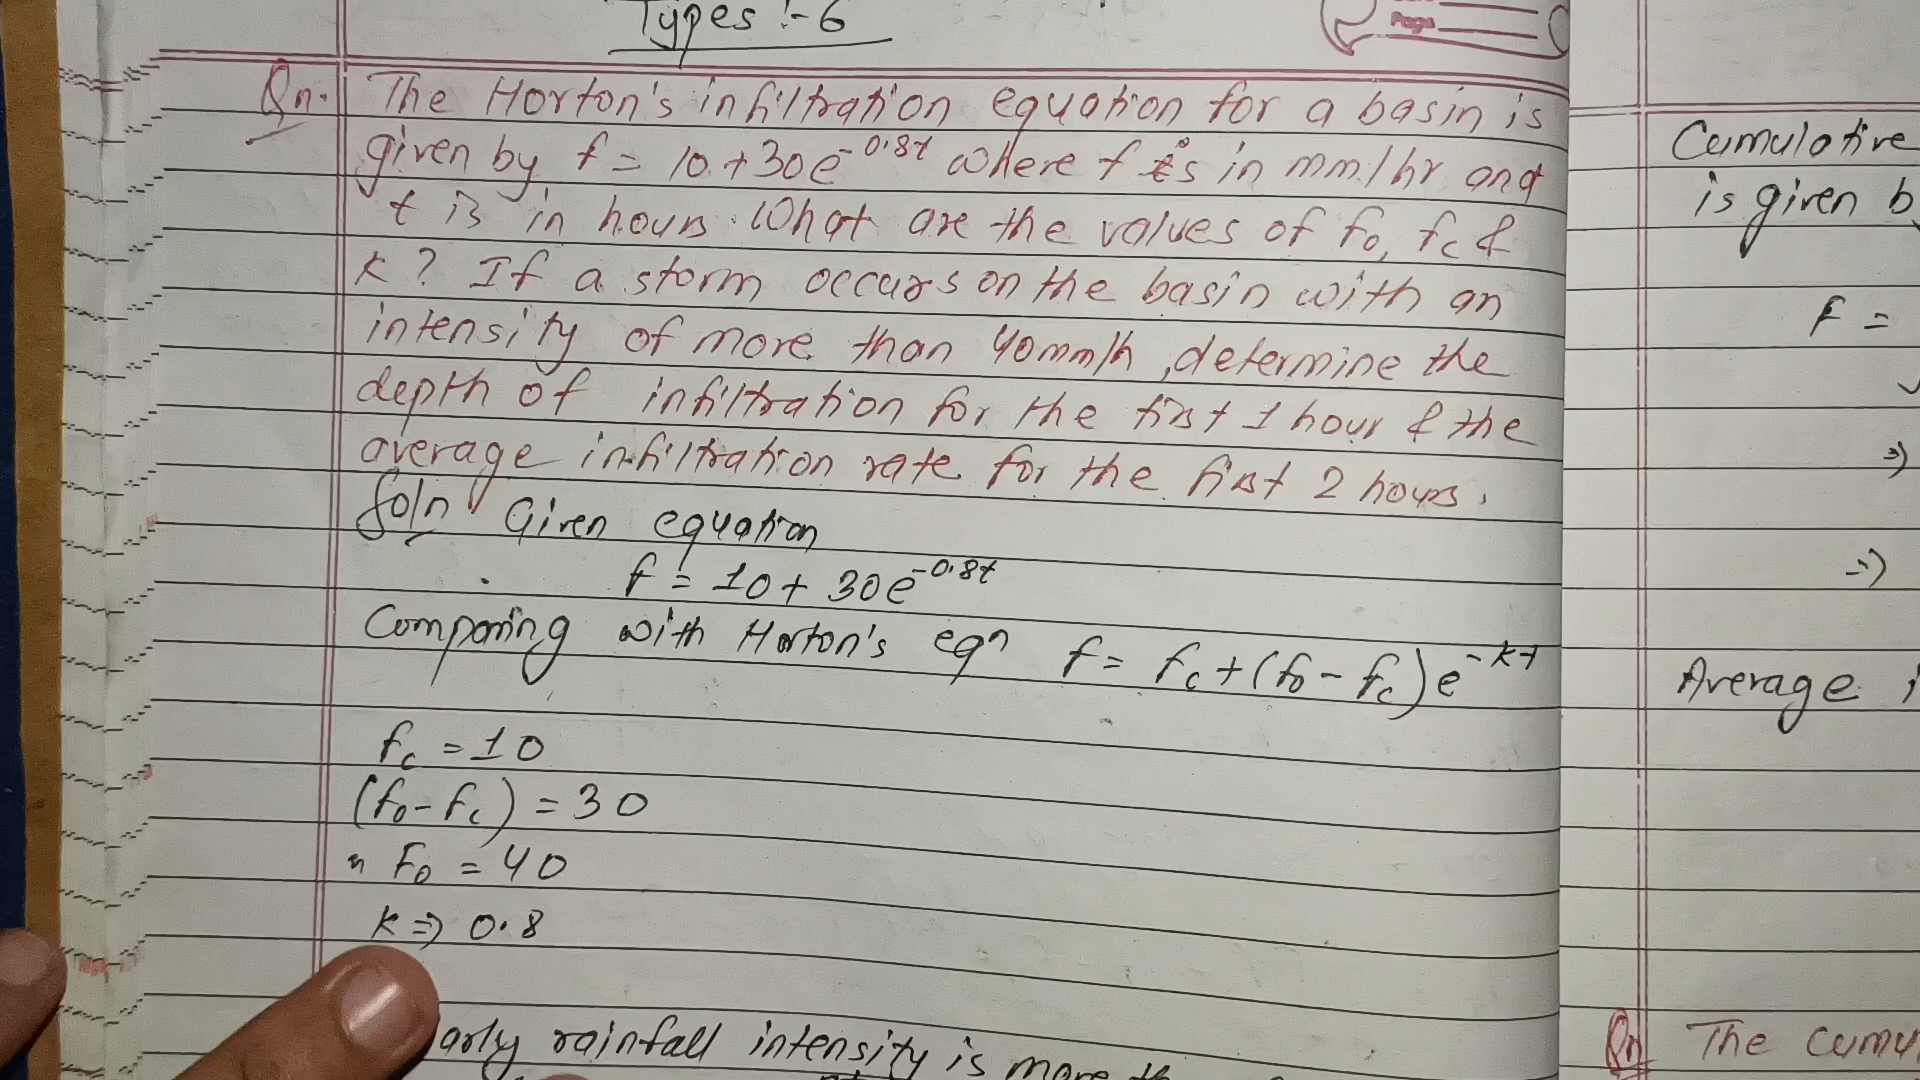 Types :- 6
Page
Qn. The Horton's infiltration equation for a basin is
given by f = 10 + 30e^-0.8t where f is in mm/hr and
t is in hours. What are the values of fo, fc &
k? If a storm occurs on the basin with an
intensity of more than 40mm/h, determine the
depth of infiltration for the first 1 hour & the
average infiltration rate for the first 2 hours.
Soln Given equation
f = 10 + 30e^-0.8t
Comparing with Horton's eqn f = fc + (fo - fc) e^-kt
fc = 10
(fo - fc) = 30
Fo = 40
k => 0.8
arly rainfall intensity is more
Cumulative
is given b
F =
=>
=>
Average i
Qn The cumu